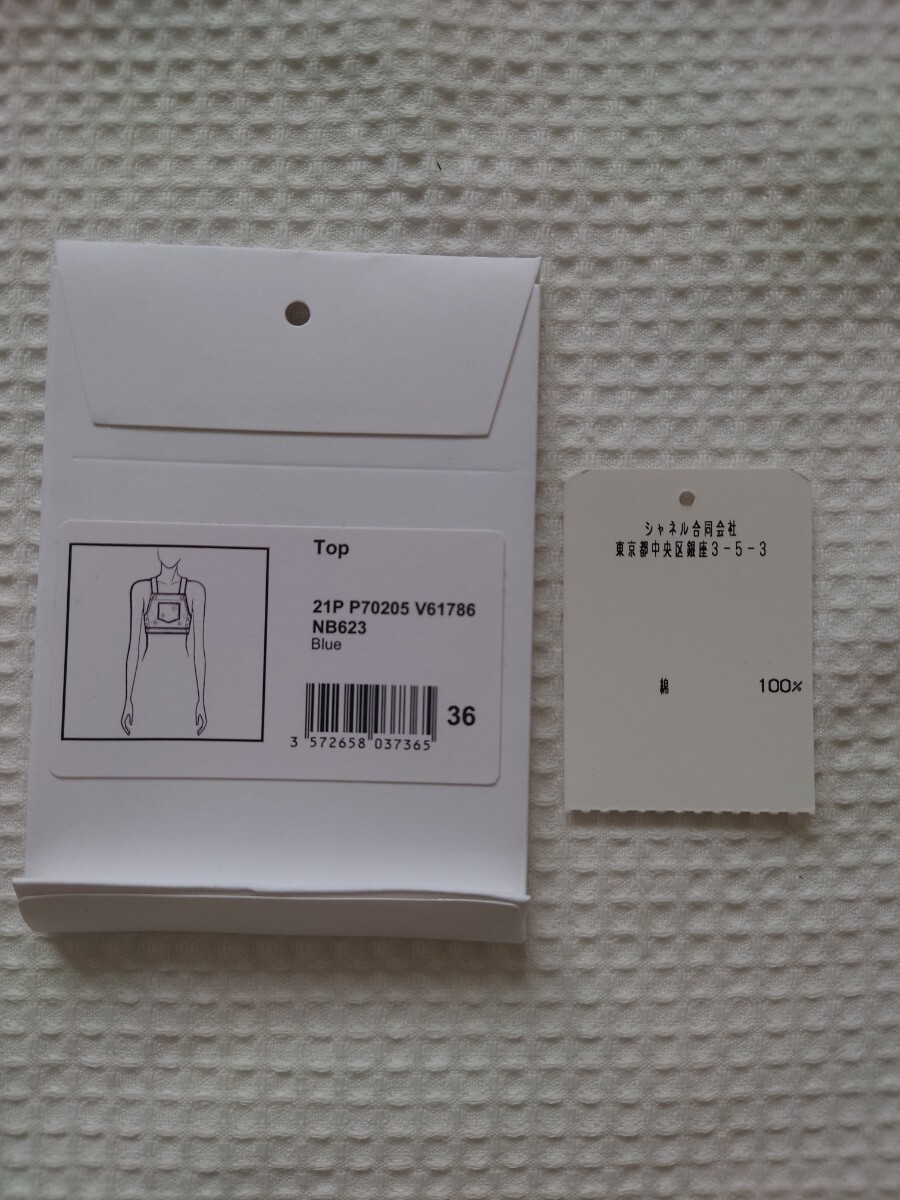 Top
21P P70205 V61786
NB623
Blue
36
3 572658 037365
シャネル合同会社
東京都中央区銀座3-5-3
綿 100%